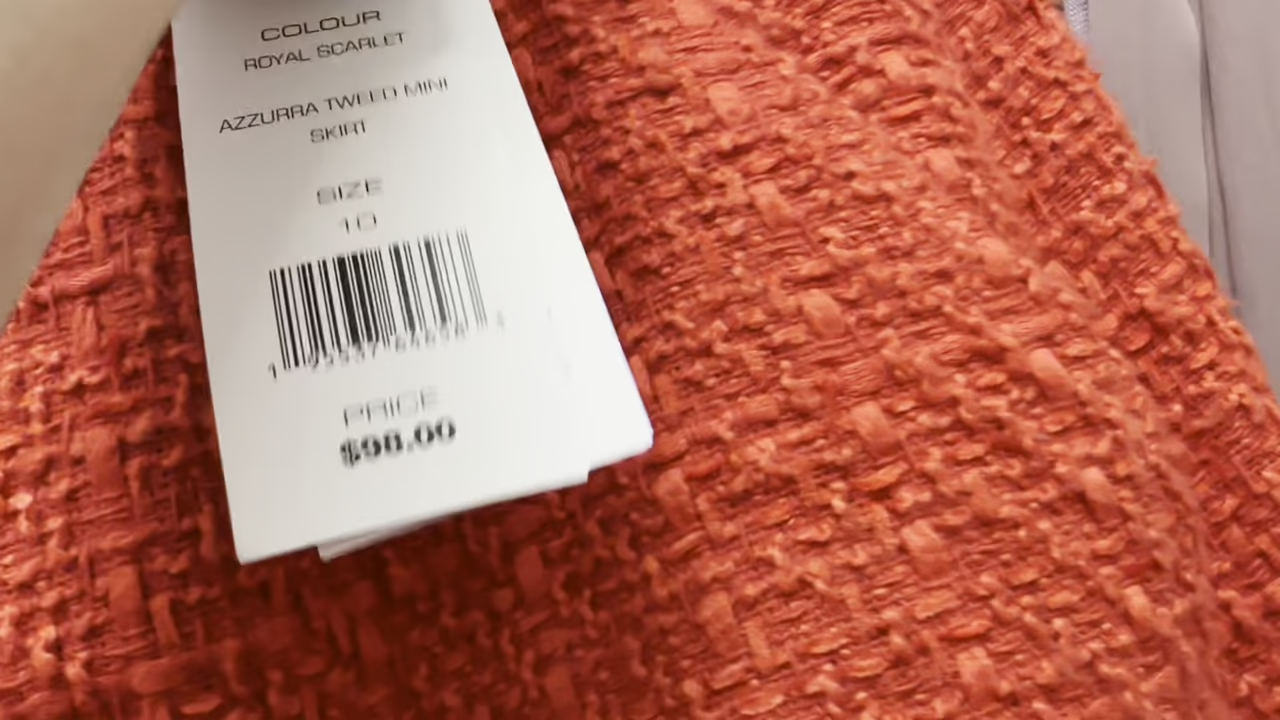 COLOUR
ROYAL SCARLET
AZZURRA TWEED MINI
SKIRT
SIZE
10
PRICE
$98.00